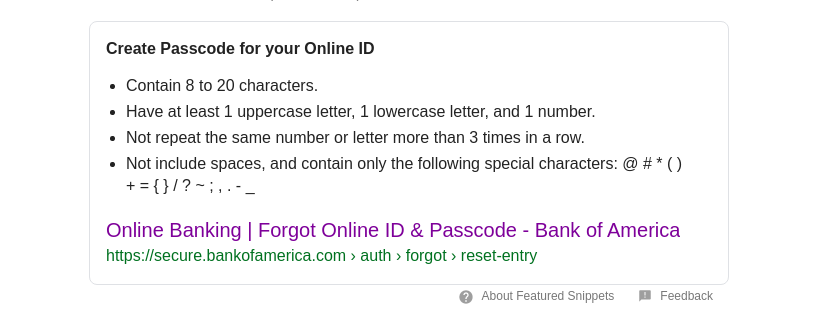 Create Passcode for your Online ID
• Contain 8 to 20 characters.
• Have at least 1 uppercase letter, 1 lowercase letter, and 1 number.
• Not repeat the same number or letter more than 3 times in a row.
• Not include spaces, and contain only the following special characters: @ # * ( )
+ = { } / ? ~ ; , . - _
Online Banking | Forgot Online ID & Passcode - Bank of America
https://secure.bankofamerica.com › auth › forgot › reset-entry
About Featured Snippets Feedback